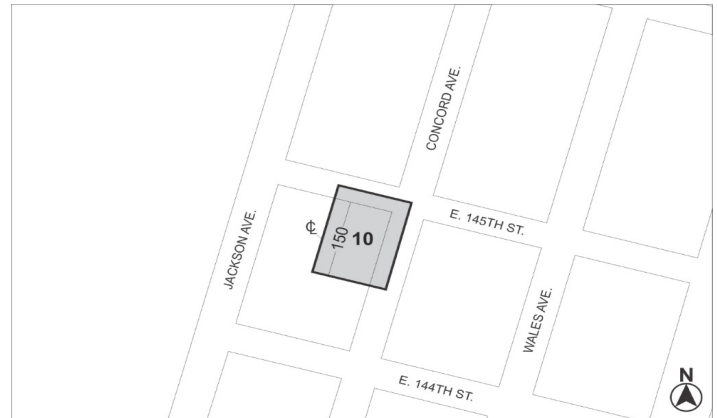 CONCORD AVE.
E. 145TH ST.
JACKSON AVE.
℄
150
10
WALES AVE.
E. 144TH ST.
N